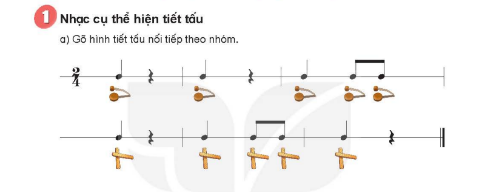 1 Nhạc cụ thể hiện tiết tấu
a) Gõ hình tiết tấu nối tiếp theo nhóm.
2
4